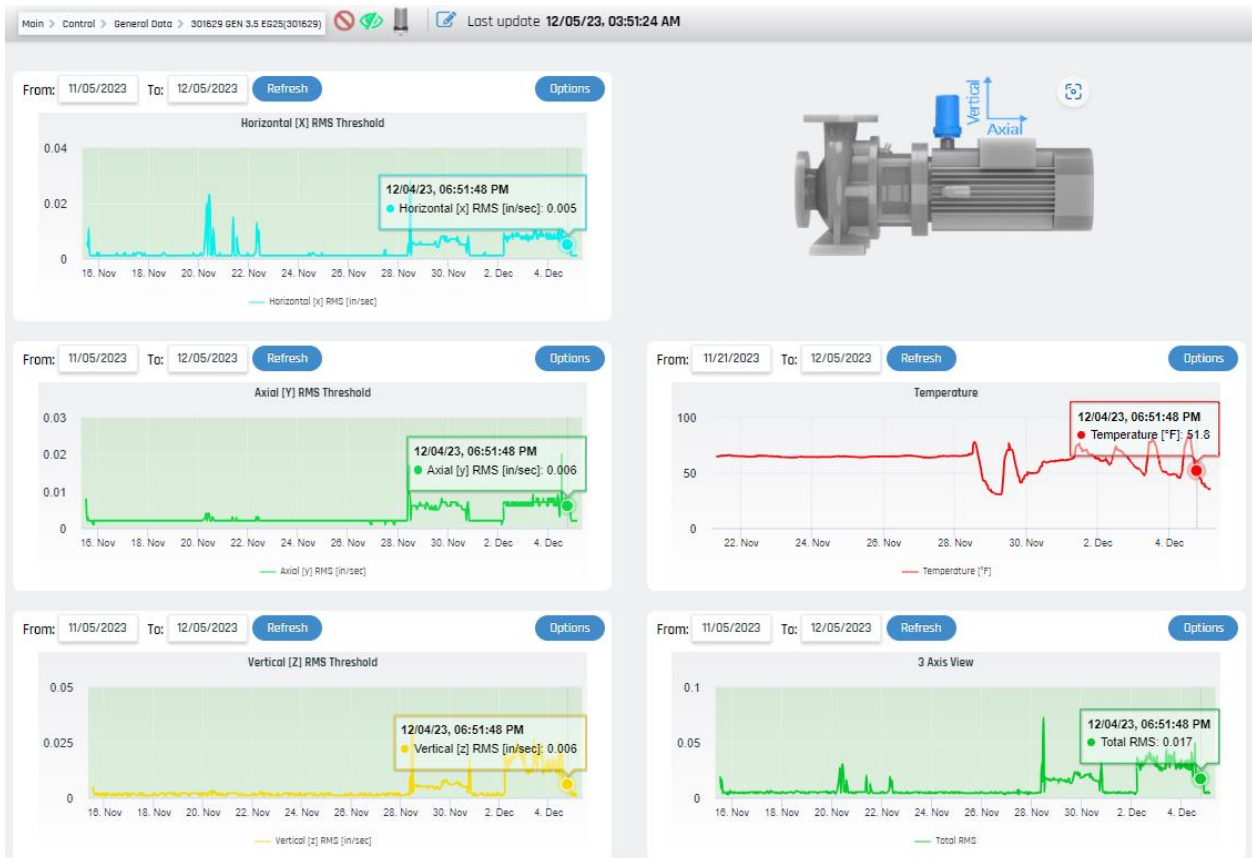 Main > Control > General Data > 301629 GEN 3.5 EG25(301629)
Last update 12/05/23, 03:51:24 AM
From: 11/05/2023 To: 12/05/2023 Refresh Options
Horizontal [X] RMS Threshold
0.04
12/04/23, 06:51:48 PM
Horizontal [x] RMS [in/sec]: 0.005
0.02
0
16. Nov 18. Nov 20. Nov 22. Nov 24. Nov 26. Nov 28. Nov 30. Nov 2. Dec 4. Dec
Horizontal [x] RMS [in/sec]
Vertical
Axial
From: 11/05/2023 To: 12/05/2023 Refresh Options
Axial [Y] RMS Threshold
0.03
0.02
12/04/23, 06:51:48 PM
Axial [y] RMS [in/sec]: 0.006
0.01
0
16. Nov 18. Nov 20. Nov 22. Nov 24. Nov 26. Nov 28. Nov 30. Nov 2. Dec 4. Dec
Axial [y] RMS [in/sec]
From: 11/21/2023 To: 12/05/2023 Refresh Options
Temperature
100
12/04/23, 06:51:48 PM
Temperature [°F]: 51.8
50
0
22. Nov 24. Nov 26. Nov 28. Nov 30. Nov 2. Dec 4. Dec
Temperature [°F]
From: 11/05/2023 To: 12/05/2023 Refresh Options
Vertical [Z] RMS Threshold
0.05
12/04/23, 06:51:48 PM
Vertical [z] RMS [in/sec]: 0.006
0.025
0
16. Nov 18. Nov 20. Nov 22. Nov 24. Nov 26. Nov 28. Nov 30. Nov 2. Dec 4. Dec
Vertical [z] RMS [in/sec]
From: 11/05/2023 To: 12/05/2023 Refresh Options
3 Axis View
0.1
12/04/23, 06:51:48 PM
Total RMS: 0.017
0.05
0
16. Nov 18. Nov 20. Nov 22. Nov 24. Nov 26. Nov 28. Nov 30. Nov 2. Dec 4. Dec
Total RMS